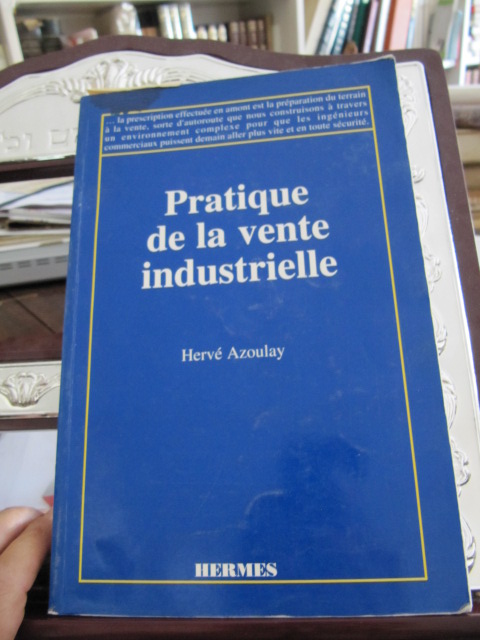 ... la prescription effectuée en amont est la préparation du terrain
à la vente, sorte d'autoroute que nous construisons à travers
un environnement complexe pour que les ingénieurs
commerciaux puissent demain aller plus vite et en toute sécurité.
Pratique
de la vente
industrielle
Hervé Azoulay
HERMES